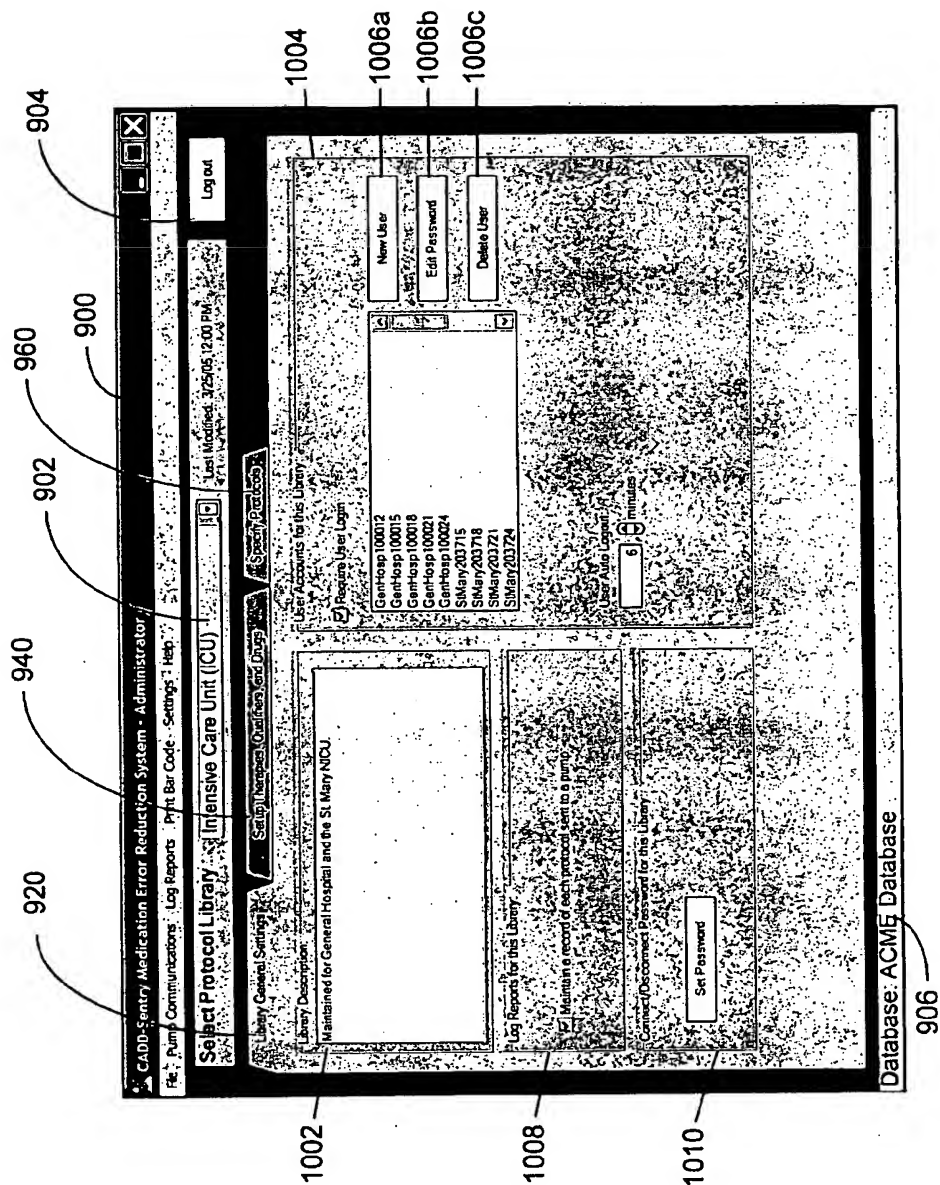 900
904
902
960
940
920
CADD-Sentry Medication Error Reduction System - Administrator
File Pump Communications Log Reports Print Bar Code Settings Help
Select Protocol Library Intensive Care Unit (ICU) Last Modified: 3/25/05 12:00 PM Log out
Library General Settings Setup Therapies, Qualifiers, and Drugs Specify Protocols
Library Description
Maintained for General Hospital and the St. Mary NICU.
Log Reports for this Library
Maintain a record of each protocol sent to a pump
Connect/Disconnect Password for this Library
Set Password
User Accounts for this Library
Require User Login
GenHosp100012
GenHosp100015
GenHosp100018
GenHosp100021
GenHosp100024
StMary203715
StMary203718
StMary203721
StMary203724
New User
Edit Password
Delete User
User Auto Logout
6 minutes
Database: ACME Database
1002
1008
1010
1004
1006a
1006b
1006c
906